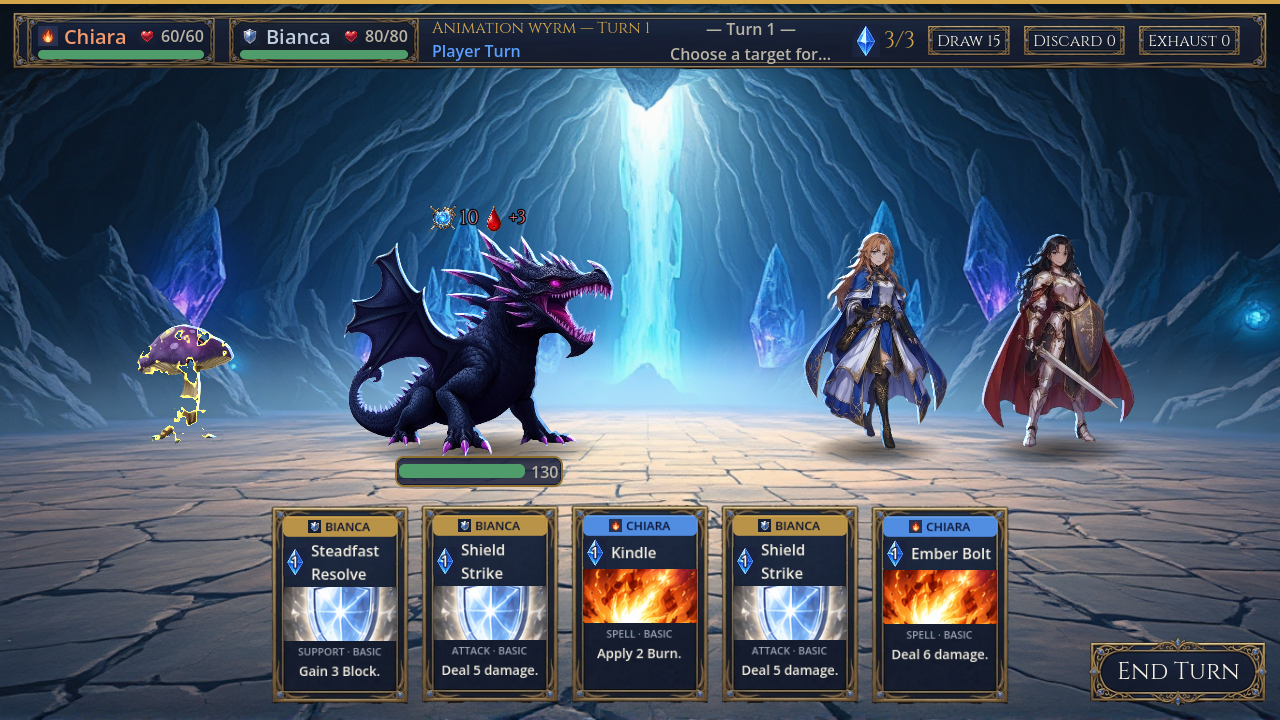 Chiara 60/60
Bianca 80/80
ANIMATION WYRM — TURN 1
Player Turn
— Turn 1 —
Choose a target for...
3/3
DRAW 15
DISCARD 0
EXHAUST 0
10 +3
130
BIANCA
1
Steadfast
Resolve
SUPPORT · BASIC
Gain 3 Block.
BIANCA
1
Shield
Strike
ATTACK · BASIC
Deal 5 damage.
CHIARA
1
Kindle
SPELL · BASIC
Apply 2 Burn.
BIANCA
1
Shield
Strike
ATTACK · BASIC
Deal 5 damage.
CHIARA
1
Ember Bolt
SPELL · BASIC
Deal 6 damage.
END TURN